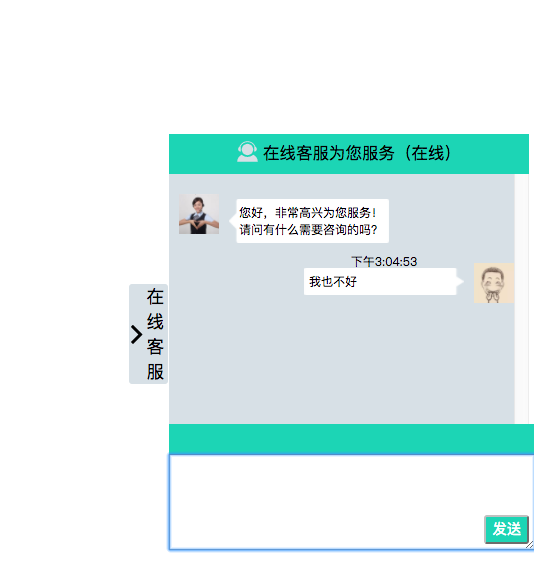 在线客服为您服务（在线）
您好，非常高兴为您服务！
请问有什么需要咨询的吗？
下午3:04:53
我也不好
在
线
客
服
发送